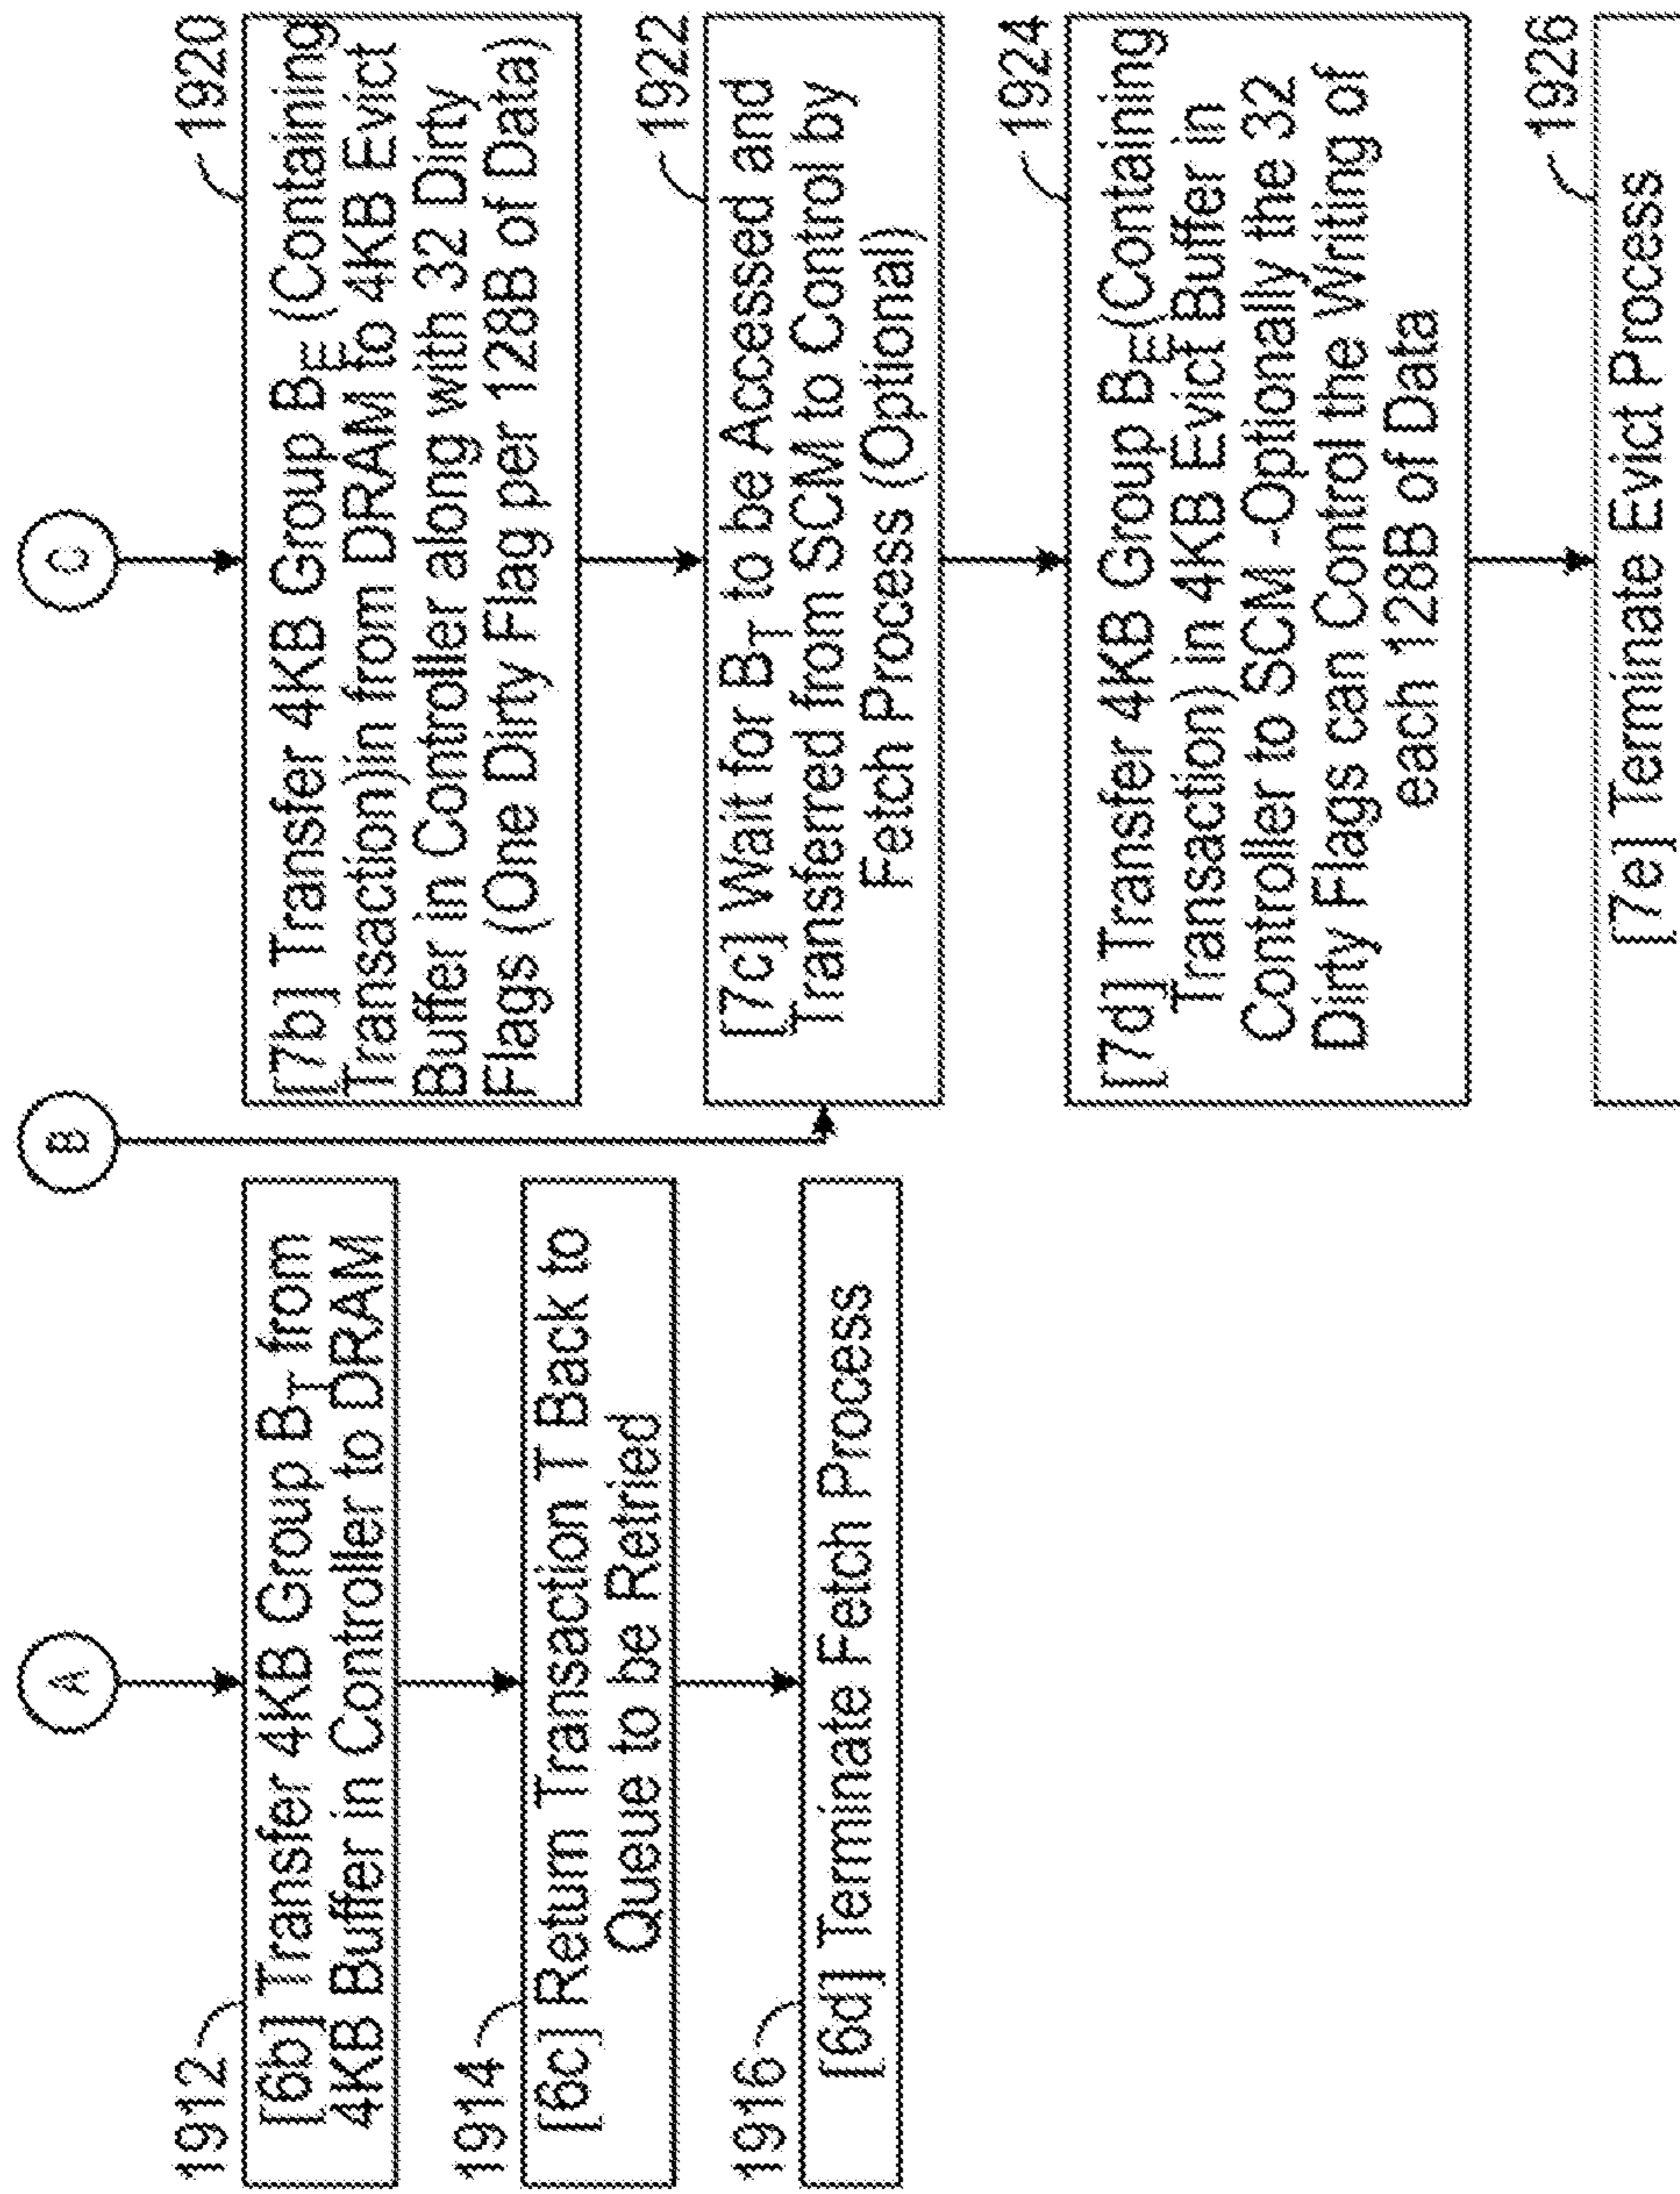 A
1912
[6b] Transfer 4KB Group B_T from
4KB Buffer in Controller to DRAM
1914
[6c] Return Transaction T Back to
Queue to be Retried
1916
[6d] Terminate Fetch Process
B
C
1920
[7b] Transfer 4KB Group B_E (Containing
Transaction)in from DRAM to 4KB Evict
Buffer in Controller along with 32 Dirty
Flags (One Dirty Flag per 128B of Data)
1922
[7c] Wait for B_T to be Accessed and
Transferred from SCM to Control by
Fetch Process (Optional)
1924
[7d] Transfer 4KB Group B_E(Containing
Transaction) in 4KB Evict Buffer in
Controller to SCM -Optionally the 32
Dirty Flags can Control the Writing of
each 128B of Data
1926
[7e] Terminate Evict Process